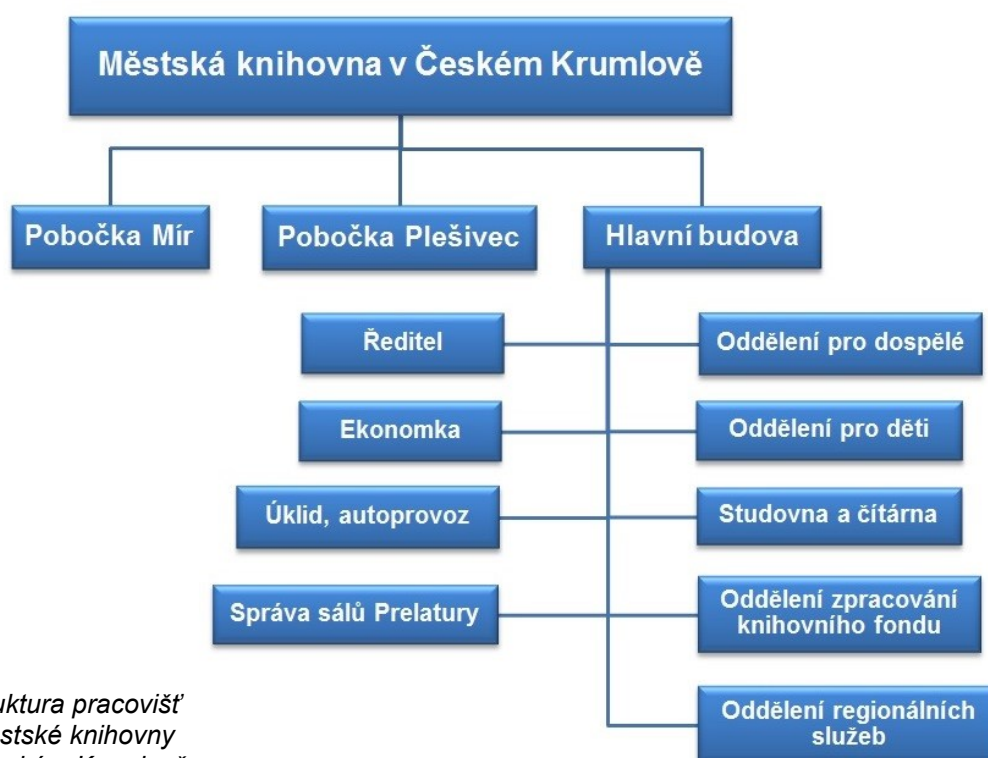 Městská knihovna v Českém Krumlově
Pobočka Mír
Pobočka Plešivec
Hlavní budova
Ředitel
Oddělení pro dospělé
Ekonomka
Oddělení pro děti
Úklid, autoprovoz
Studovna a čítárna
Správa sálů Prelatury
Oddělení zpracování
knihovního fondu
Oddělení regionálních
služeb
pracovišť
knihovny